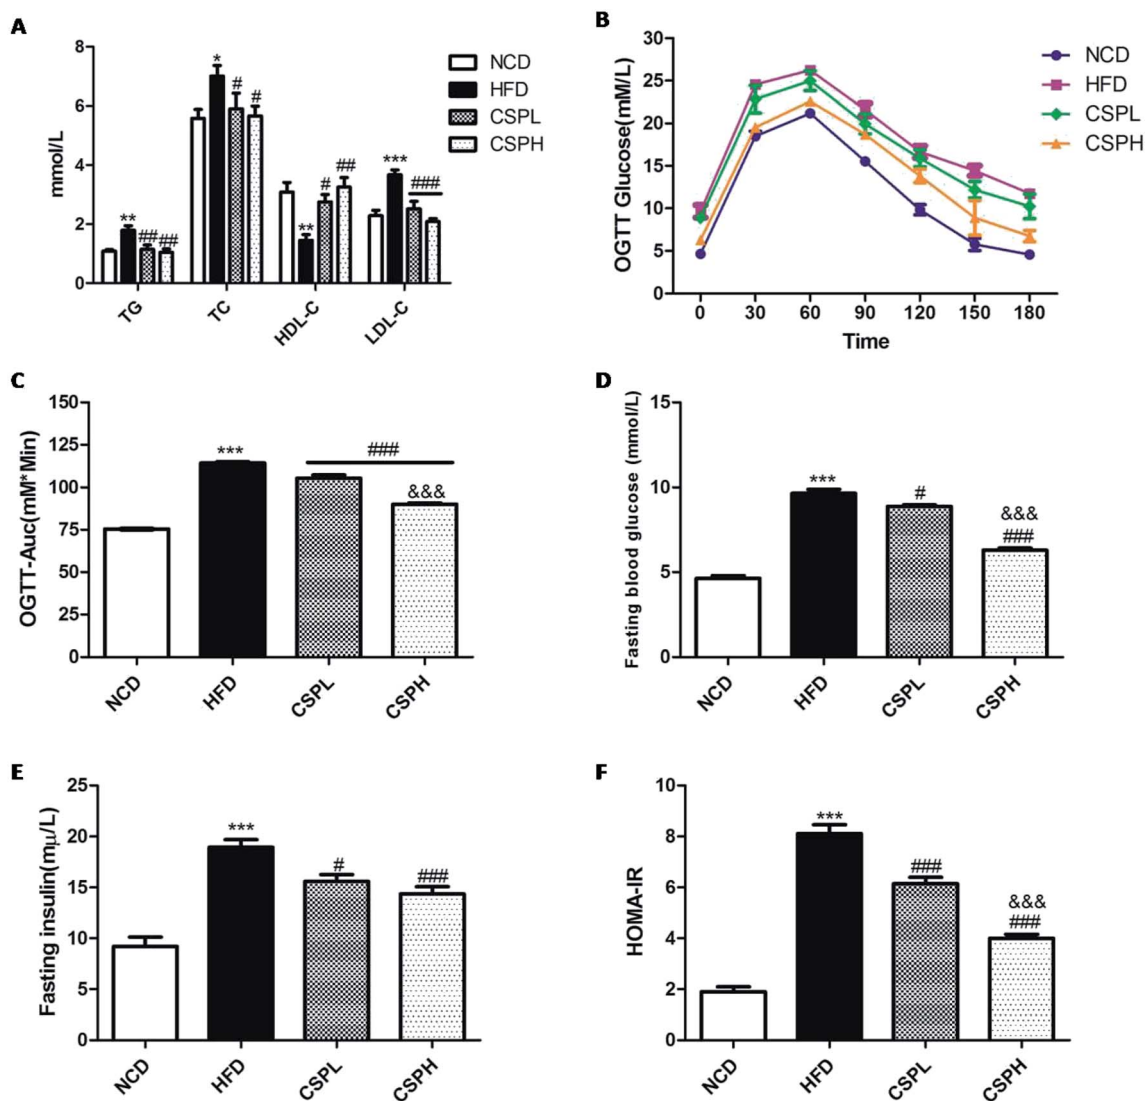 A
mmol/L
8
6
4
2
0
* 
# #
** ## ##
** # ##
*** ###
TG
TC
HDL-C
LDL-C
NCD
HFD
CSPL
CSPH
B
OGTT Glucose(mM/L)
30
25
20
15
10
5
0
0 30 60 90 120 150 180
Time
NCD
HFD
CSPL
CSPH
C
OGTT-Auc(mM*Min)
150
125
100
75
50
25
0
***
###
&&&
NCD
HFD
CSPL
CSPH
D
Fasting blood glucose (mmol/L)
15
10
5
0
***
#
&&&
###
NCD
HFD
CSPL
CSPH
E
Fasting insulin(mμ/L)
25
20
15
10
5
0
***
#
###
NCD
HFD
CSPL
CSPH
F
HOMA-IR
10
8
6
4
2
0
***
###
&&&
###
NCD
HFD
CSPL
CSPH